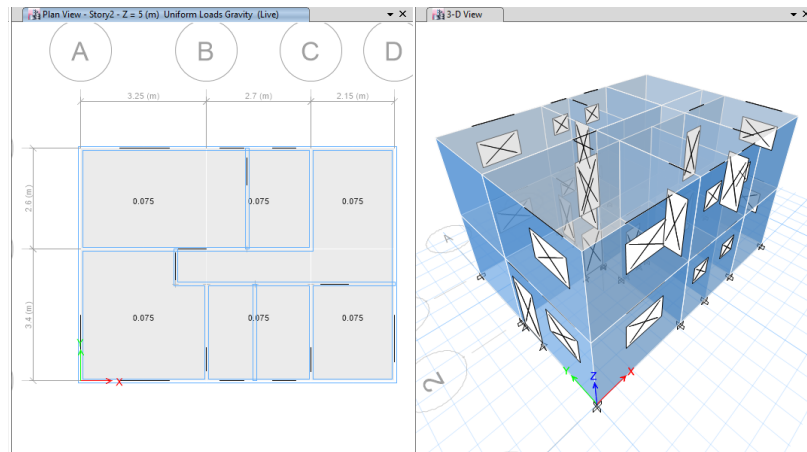 Plan View - Story2 - Z = 5 (m) Uniform Loads Gravity (Live)
A
B
C
D
3.25 (m)
2.7 (m)
2.15 (m)
2.6 (m)
0.075
0.075
0.075
3.4 (m)
0.075
0.075
0.075
Y
X
3-D View
A
2
Y
Z
X